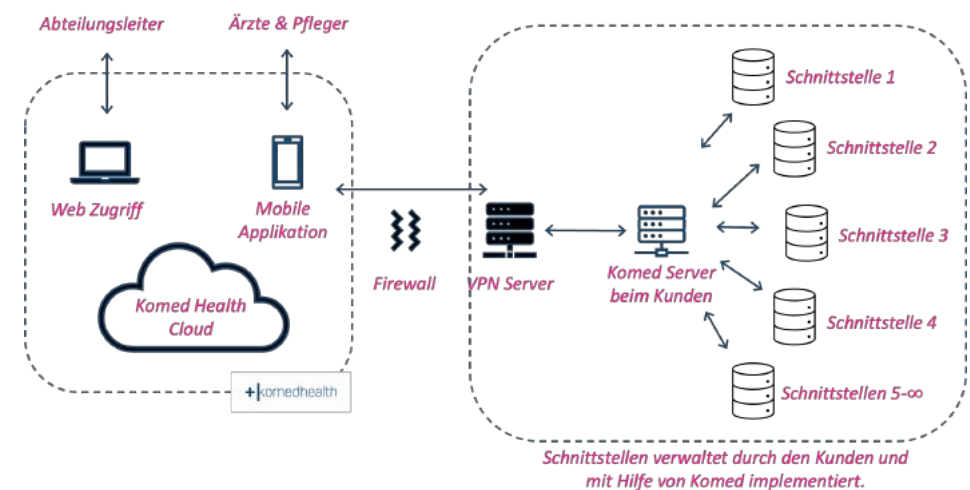 Abteilungsleiter
Ärzte & Pfleger
Web Zugriff
Mobile
Applikation
Komed Health
Cloud
+|komedhealth
Firewall
VPN Server
Komed Server
beim Kunden
Schnittstelle 1
Schnittstelle 2
Schnittstelle 3
Schnittstelle 4
Schnittstellen 5-∞
Schnittstellen verwaltet durch den Kunden und
mit Hilfe von Komed implementiert.